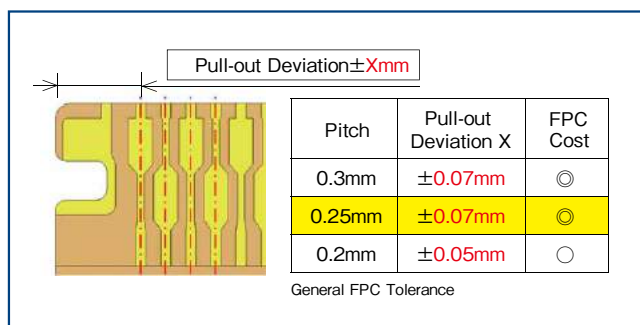 Pull-out Deviation±Xmm
Pitch
Pull-out
Deviation X
FPC
Cost
0.3mm
±0.07mm
◎
0.25mm
±0.07mm
◎
0.2mm
±0.05mm
○
General FPC Tolerance